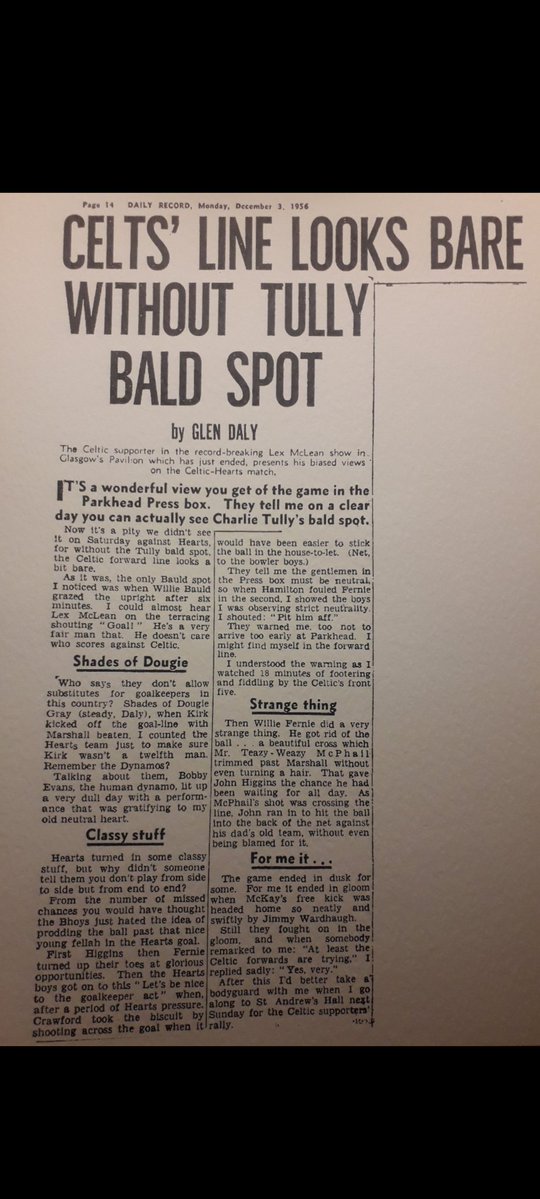 Page 14 DAILY RECORD, Monday, December 3, 1956
CELTS' LINE LOOKS BARE
WITHOUT TULLY
BALD SPOT
by GLEN DALY
The Celtic supporter in the record-breaking Lex McLean show in
Glasgow's Pavilion which has just ended, presents his biased views
on the Celtic-Hearts match.
IT'S a wonderful view you get of the game in the
Parkhead Press box. They tell me on a clear
day you can actually see Charlie Tully's bald spot.
Now it's a pity we didn't see
it on Saturday against Hearts,
for without the Tully bald spot,
the Celtic forward line looks a
bit bare.
As it was, the only Bauld spot
I noticed was when Willie Bauld
grazed the upright after six
minutes. I could almost hear
Lex McLean on the terracing
shouting "Goal!" He's a very
fair man that. He doesn't care
who scores against Celtic.
Shades of Dougie
Who says they don't allow
substitutes for goalkeepers in
this country? Shades of Dougie
Gray (steady, Daly), when Kirk
kicked off the goal-line with
Marshall beaten. I counted the
Hearts team just to make sure
Kirk wasn't a twelfth man.
Remember the Dynamos?
Talking about them, Bobby
Evans, the human dynamo, lit up
a very dull day with a perform-
ance that was gratifying to my
old neutral heart.
Classy stuff
Hearts turned in some classy
stuff, but why didn't someone
tell them you don't play from side
to side but from end to end?
From the number of missed
chances you would have thought
the Bhoys just hated the idea of
prodding the ball past that nice
young fellah in the Hearts goal.
First Higgins then Fernie
turned up their toes at glorious
opportunities. Then the Hearts
boys got on to this "Let's be nice
to the goalkeeper act" when,
after a period of Hearts pressure,
Crawford took the biscuit by
shooting across the goal when it
would have been easier to stick
the ball in the house-to-let. (Net,
to the bowler boys.)
They tell me the gentlemen in
the Press box must be neutral,
so when Hamilton fouled Fernie
in the second, I showed the boys
I was observing strict neutrality.
I shouted: "Pit him aff."
They warned me, too not to
arrive too early at Parkhead. I
might find myself in the forward
line.
I understood the warning as I
watched 18 minutes of footering
and fiddling by the Celtic's front
five.
Strange thing
Then Willie Fernie did a very
strange thing. He got rid of the
ball . . . a beautiful cross which
Mr. Teazy-Weazy McPhail
trimmed past Marshall without
even turning a hair. That gave
John Higgins the chance he had
been waiting for all day. As
McPhail's shot was crossing the
line, John ran in to hit the ball
into the back of the net against
his dad's old team, without even
being blamed for it.
For me it . . .
The game ended in dusk for
some. For me it ended in gloom
when McKay's free kick was
headed home so neatly and
swiftly by Jimmy Wardhaugh.
Still they fought on in the
gloom, and when somebody
remarked to me: "At least the
Celtic forwards are trying," I
replied sadly: "Yes, very."
After this I'd better take a
bodyguard with me when I go
along to St Andrew's Hall next
Sunday for the Celtic supporters'
rally.